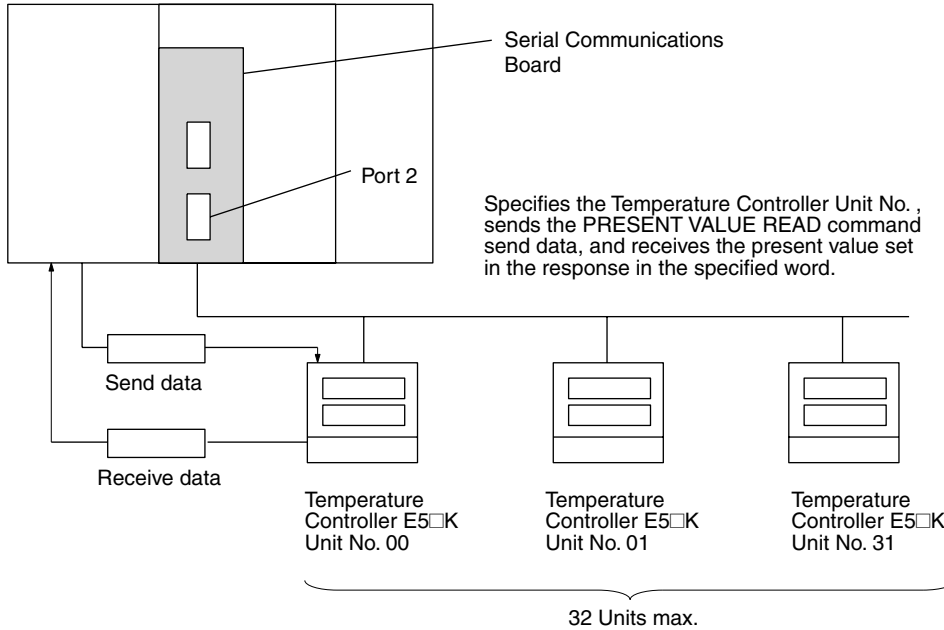 Serial Communications
Board
Port 2
Specifies the Temperature Controller Unit No. ,
sends the PRESENT VALUE READ command
send data, and receives the present value set
in the response in the specified word.
Send data
Receive data
Temperature
Controller E5□K
Unit No. 00
Temperature
Controller E5□K
Unit No. 01
Temperature
Controller E5□K
Unit No. 31
32 Units max.